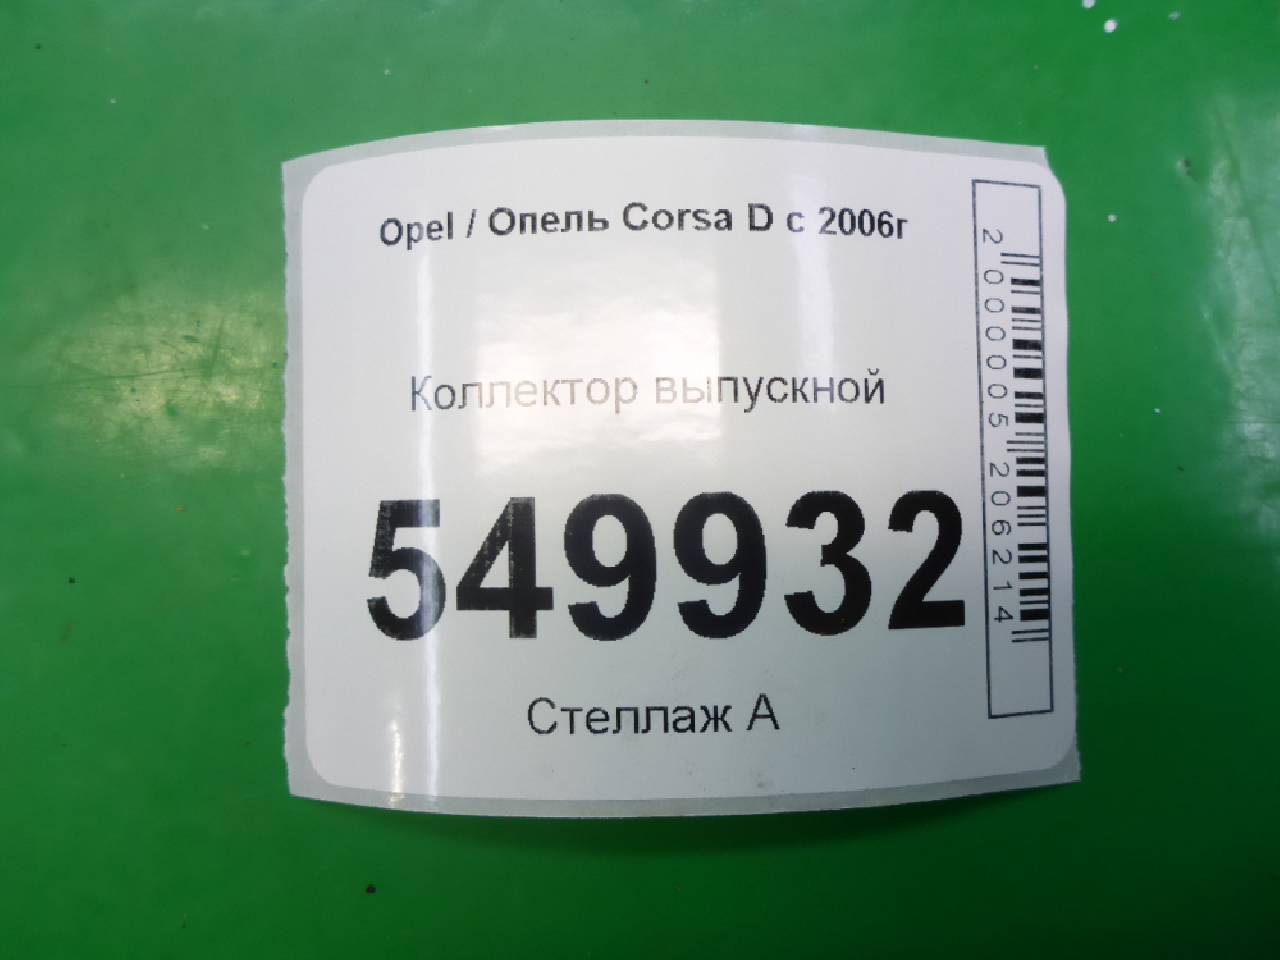 Opel / Опель Corsa D с 2006г
Коллектор выпускной
549932
Стеллаж А
2000005206214